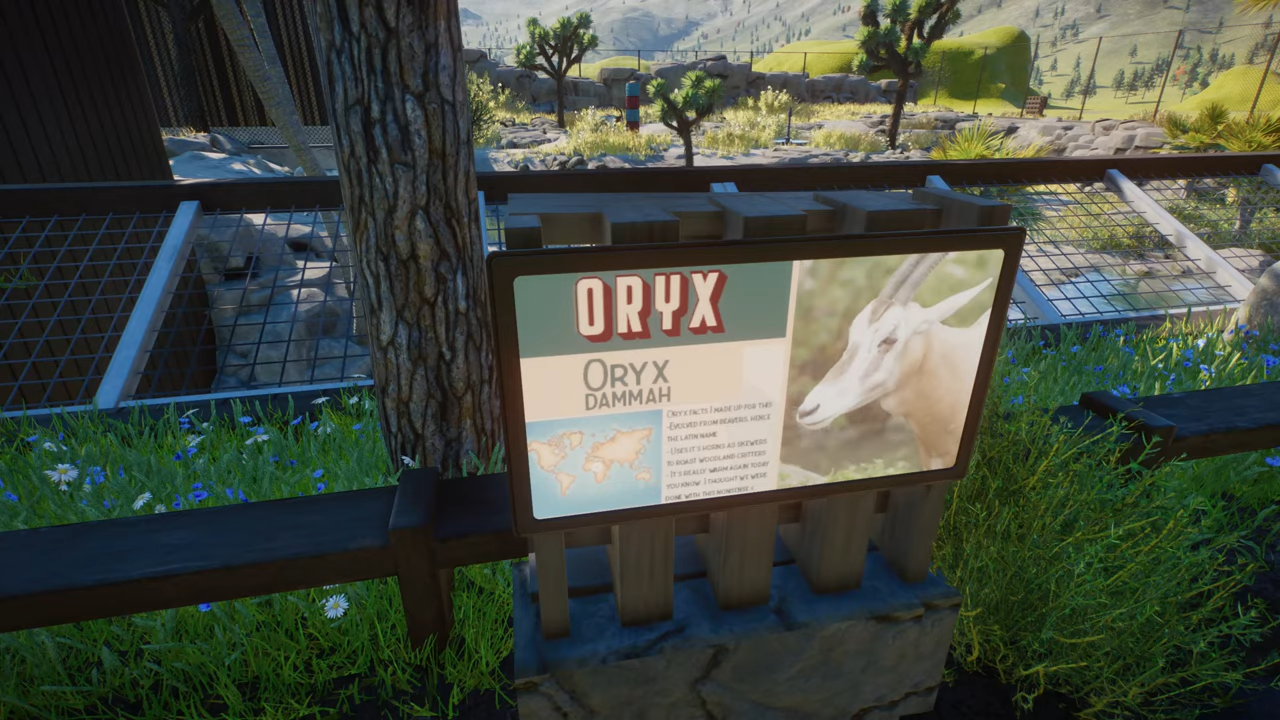 ORYX
ORYX
DAMMAH
ORYX FACTS I MADE UP FOR THIS
-EVOLVED FROM BEAVERS, HENCE
THE LATIN NAME
- USES IT'S HORNS AS SKEWERS
TO ROAST WOODLAND CRITTERS
- IT'S REALLY WARM AGAIN TODAY
YOU KNOW. I THOUGHT WE WERE
DONE WITH THIS NONSENSE.